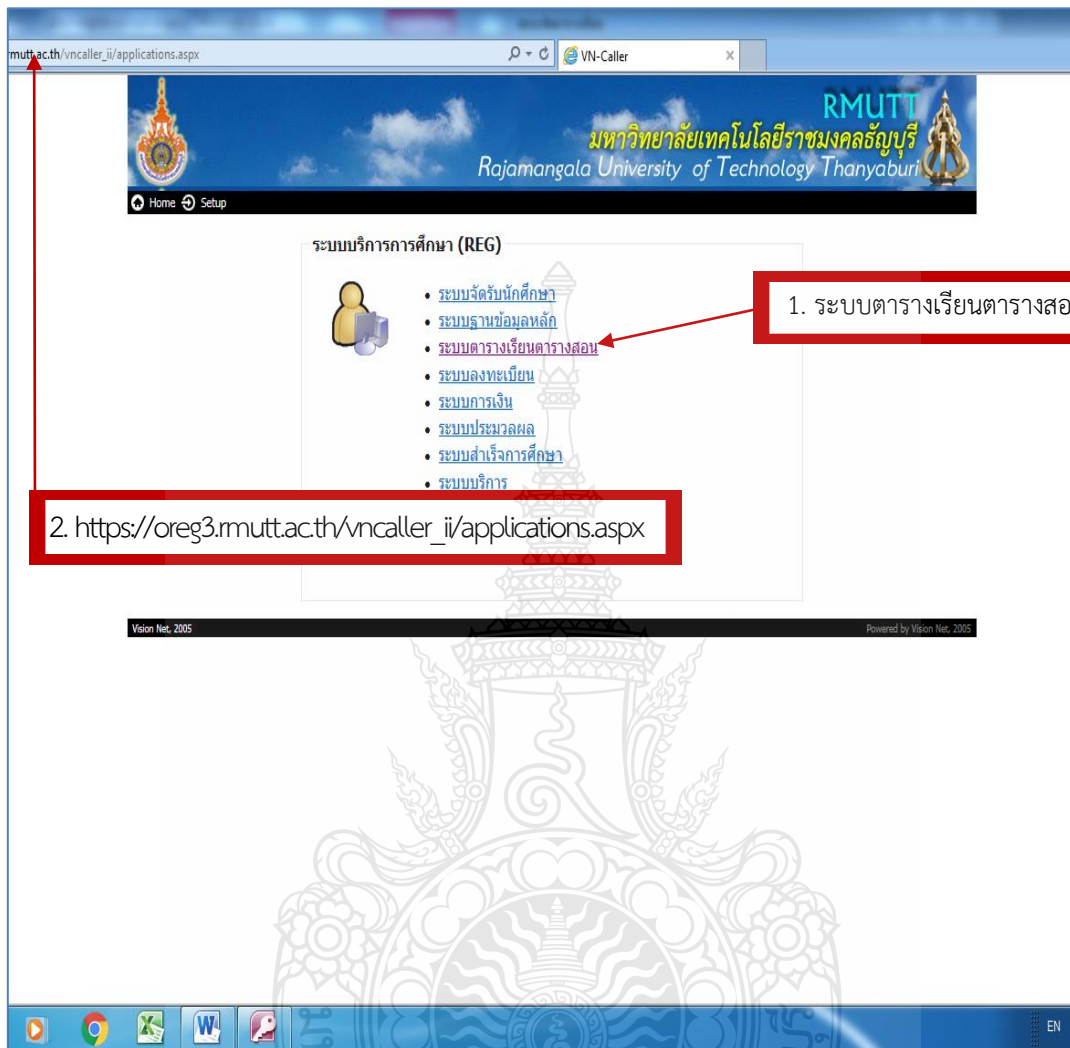 rmutt.ac.th/vncaller_ii/applications.aspx
VN-Caller
RMUTT
มหาวิทยาลัยเทคโนโลยีราชมงคลธัญบุรี
Rajamangala University of Technology Thanyaburi
Home Setup
ระบบบริการการศึกษา (REG)
ระบบจัดรับนักศึกษา
ระบบฐานข้อมูลหลัก
1. ระบบตารางเรียนตารางสอ
ระบบตารางเรียนตารางสอน
ระบบลงทะเบียน
ระบบการเงิน
ระบบประมวลผล
ระบบสำเร็จการศึกษา
ระบบบริการ
2. https://oreg3.rmutt.ac.th/vncaller_ii/applications.aspx
Vision Net, 2005 Powered by Vision Net, 2005
EN